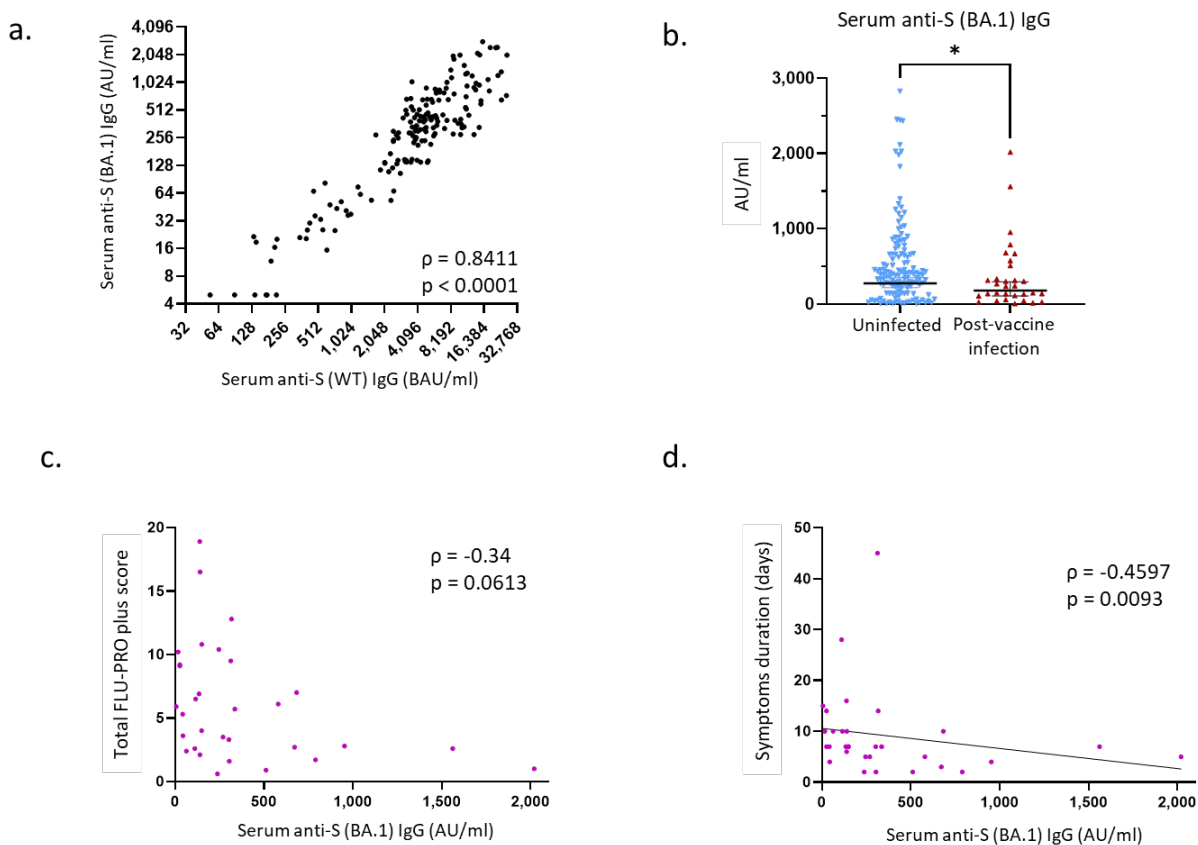 a.
Serum anti-S (BA.1) IgG (AU/ml)
4,096
2,048
1,024
512
256
128
64
32
16
8
4
32
64
128
256
512
1,024
2,048
4,096
8,192
16,384
32,768
ρ = 0.8411
p < 0.0001
Serum anti-S (WT) IgG (BAU/ml)
b.
Serum anti-S (BA.1) IgG
*
AU/ml
3,000
2,000
1,000
0
Uninfected
Post-vaccine
infection
c.
Total FLU-PRO plus score
20
15
10
5
0
0
500
1,000
1,500
2,000
ρ = -0.34
p = 0.0613
Serum anti-S (BA.1) IgG (AU/ml)
d.
Symptoms duration (days)
50
40
30
20
10
0
0
500
1,000
1,500
2,000
ρ = -0.4597
p = 0.0093
Serum anti-S (BA.1) IgG (AU/ml)